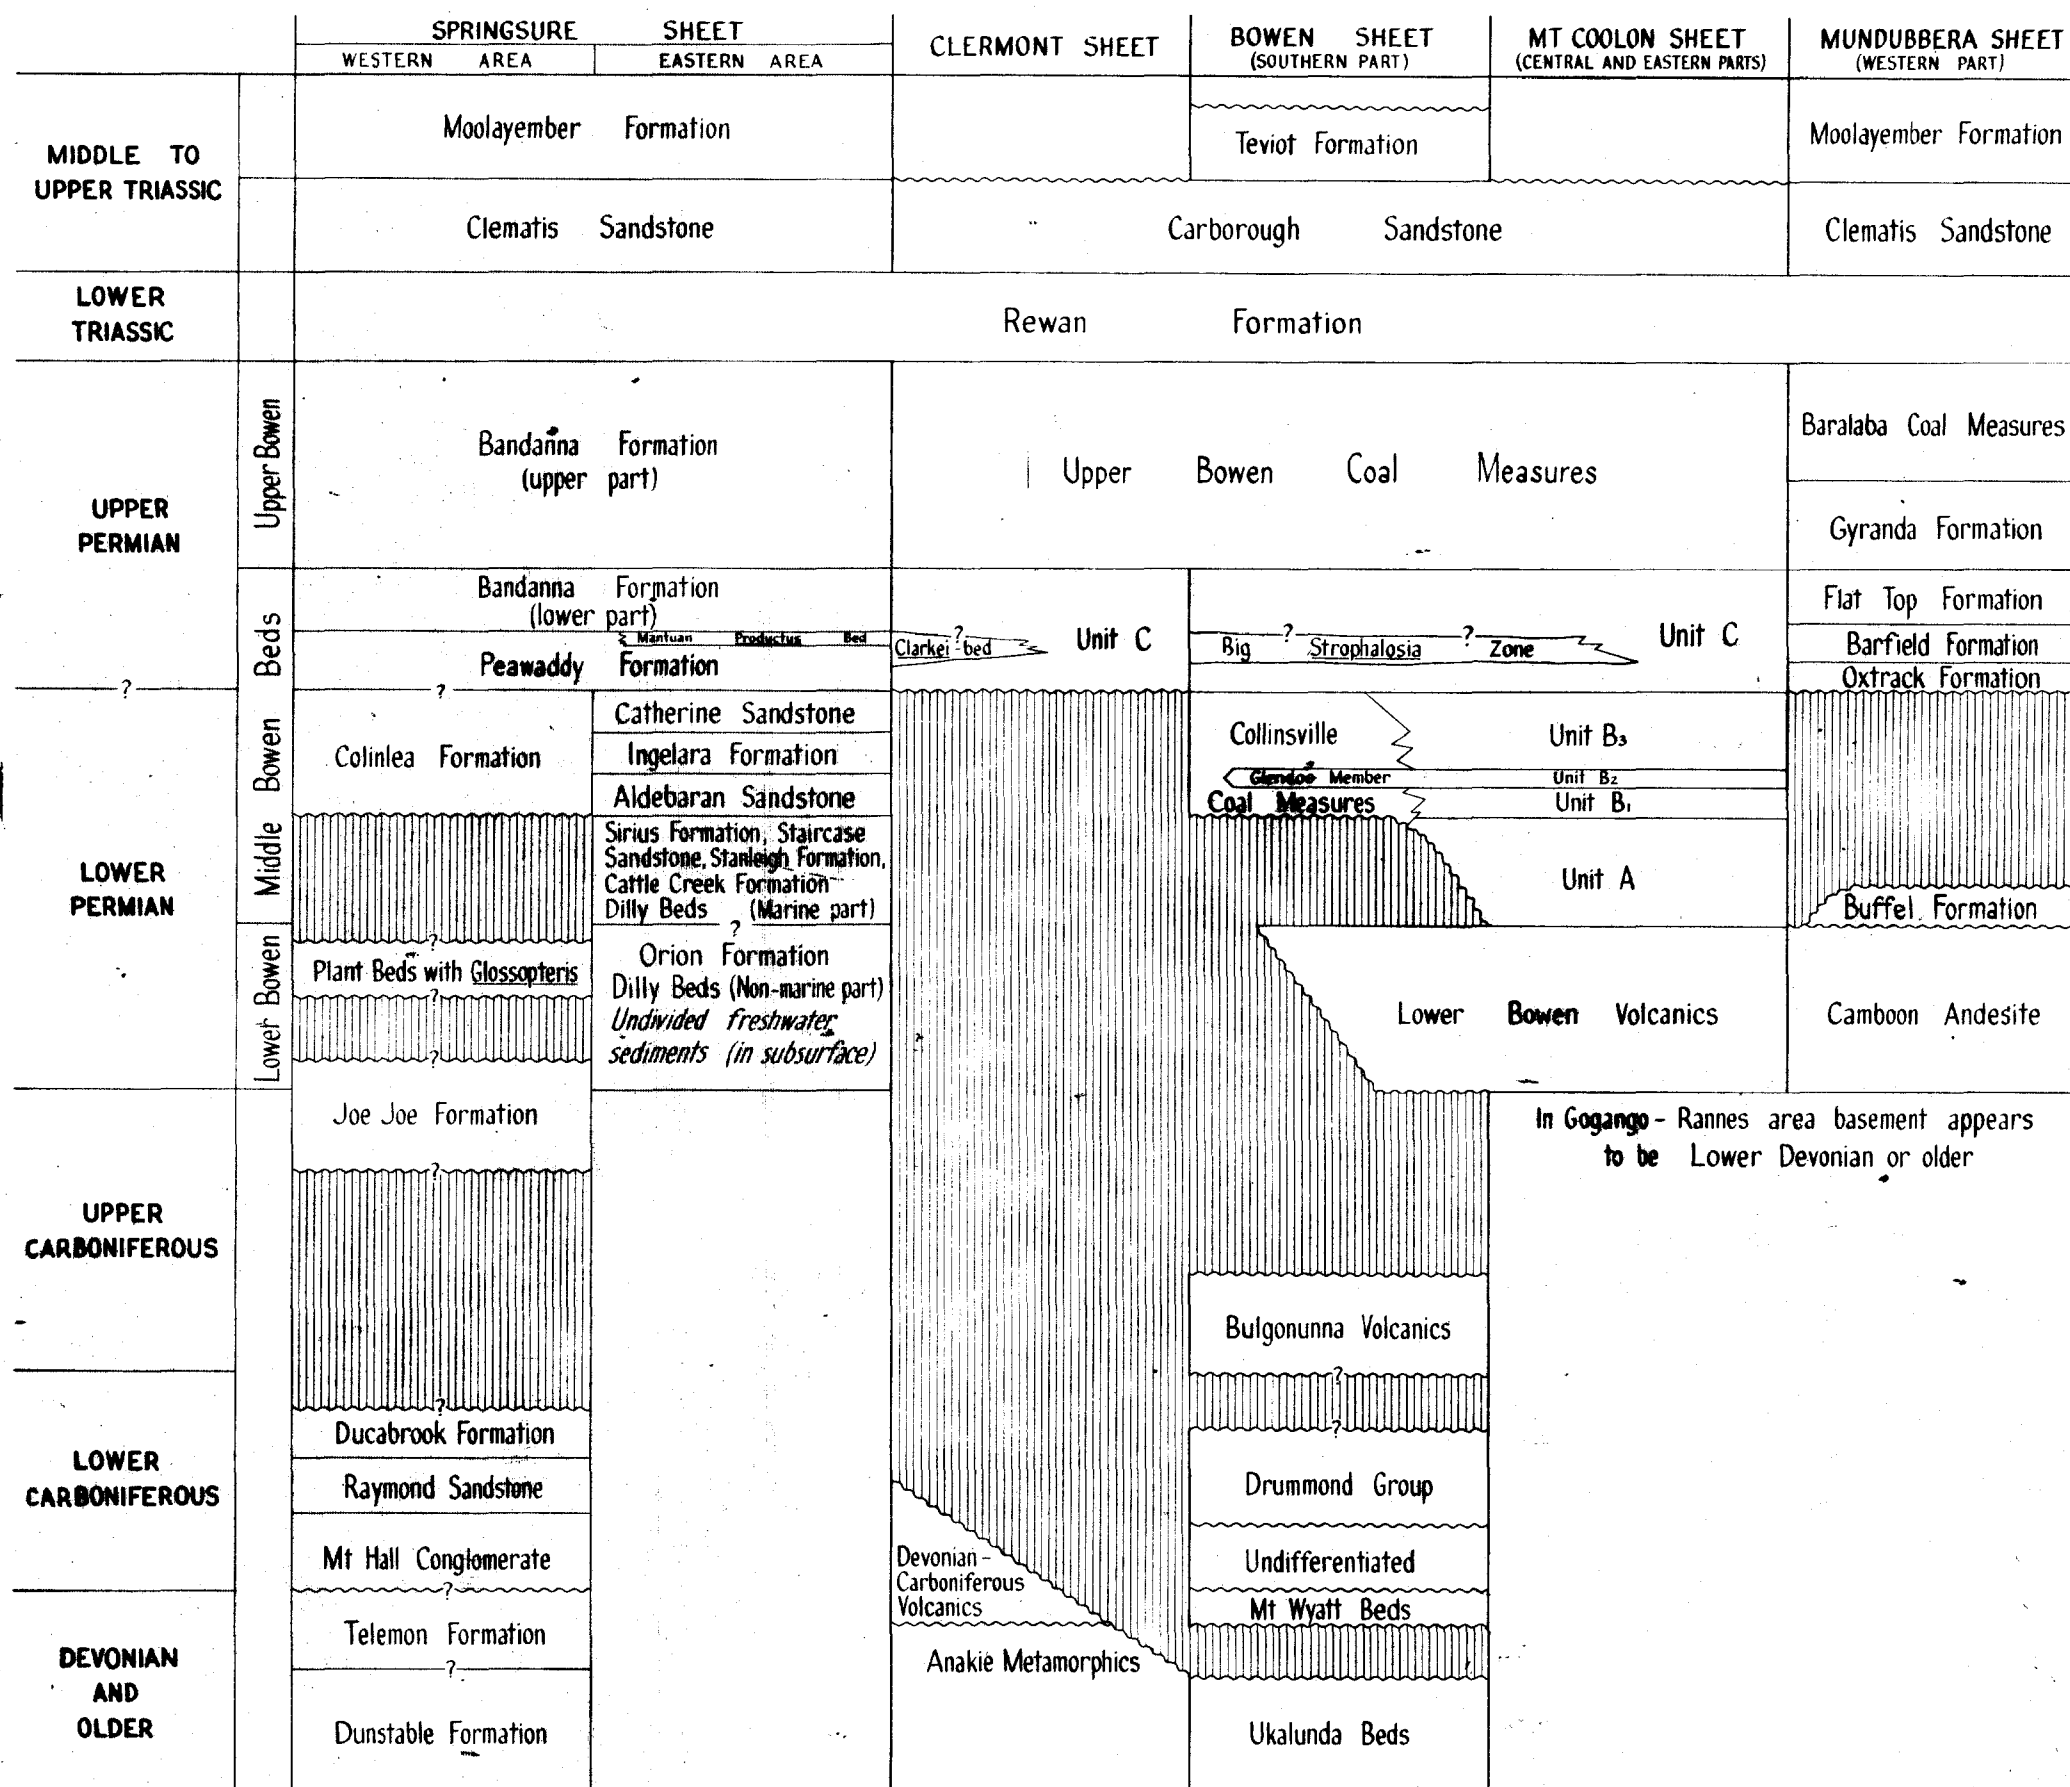 SPRINGSURE SHEET
WESTERN AREA
EASTERN AREA
CLERMONT SHEET
BOWEN SHEET
(SOUTHERN PART)
MT COOLON SHEET
(CENTRAL AND EASTERN PARTS)
MUNDUBBERA SHEET
(WESTERN PART)
MIDDLE TO
UPPER TRIASSIC
Moolayember Formation
Teviot Formation
Moolayember Formation
Clematis Sandstone
Carborough Sandstone
Clematis Sandstone
LOWER
TRIASSIC
Rewan Formation
UPPER
PERMIAN
Upper Bowen
Bandanna Formation
(upper part)
Upper Bowen Coal Measures
Baralaba Coal Measures
Gyranda Formation
Middle Bowen Beds
Bandanna Formation
(lower part)
Mantuan Productus Bed
Peawaddy Formation
?
Clarkei-bed
Unit C
? ?
Big Strophalosia Zone
Unit C
Flat Top Formation
Barfield Formation
Oxtrack Formation
?
?
LOWER
PERMIAN
Colinlea Formation
Catherine Sandstone
Ingelara Formation
Aldebaran Sandstone
Sirius Formation, Staircase
Sandstone, Stanleigh Formation,
Cattle Creek Formation
Dilly Beds (Marine part)
?
Collinsville
Glendoo Member
Coal Measures
Unit B3
Unit B2
Unit B1
Unit A
Buffel Formation
Lower Bowen
?
Plant Beds with Glossopteris
?
?
Orion Formation
Dilly Beds (Non-marine part)
Undivided freshwater
sediments (in subsurface)
Lower Bowen Volcanics
Camboon Andesite
Joe Joe Formation
?
In Gogango - Rannes area basement appears
to be Lower Devonian or older
UPPER
CARBONIFEROUS
Bulgonunna Volcanics
?
?
LOWER
CARBONIFEROUS
?
Ducabrook Formation
Raymond Sandstone
Mt Hall Conglomerate
?
Drummond Group
Undifferentiated
Devonian -
Carboniferous
Volcanics
Mt Wyatt Beds
DEVONIAN
AND
OLDER
Telemon Formation
?
Dunstable Formation
Anakie Metamorphics
Ukalunda Beds